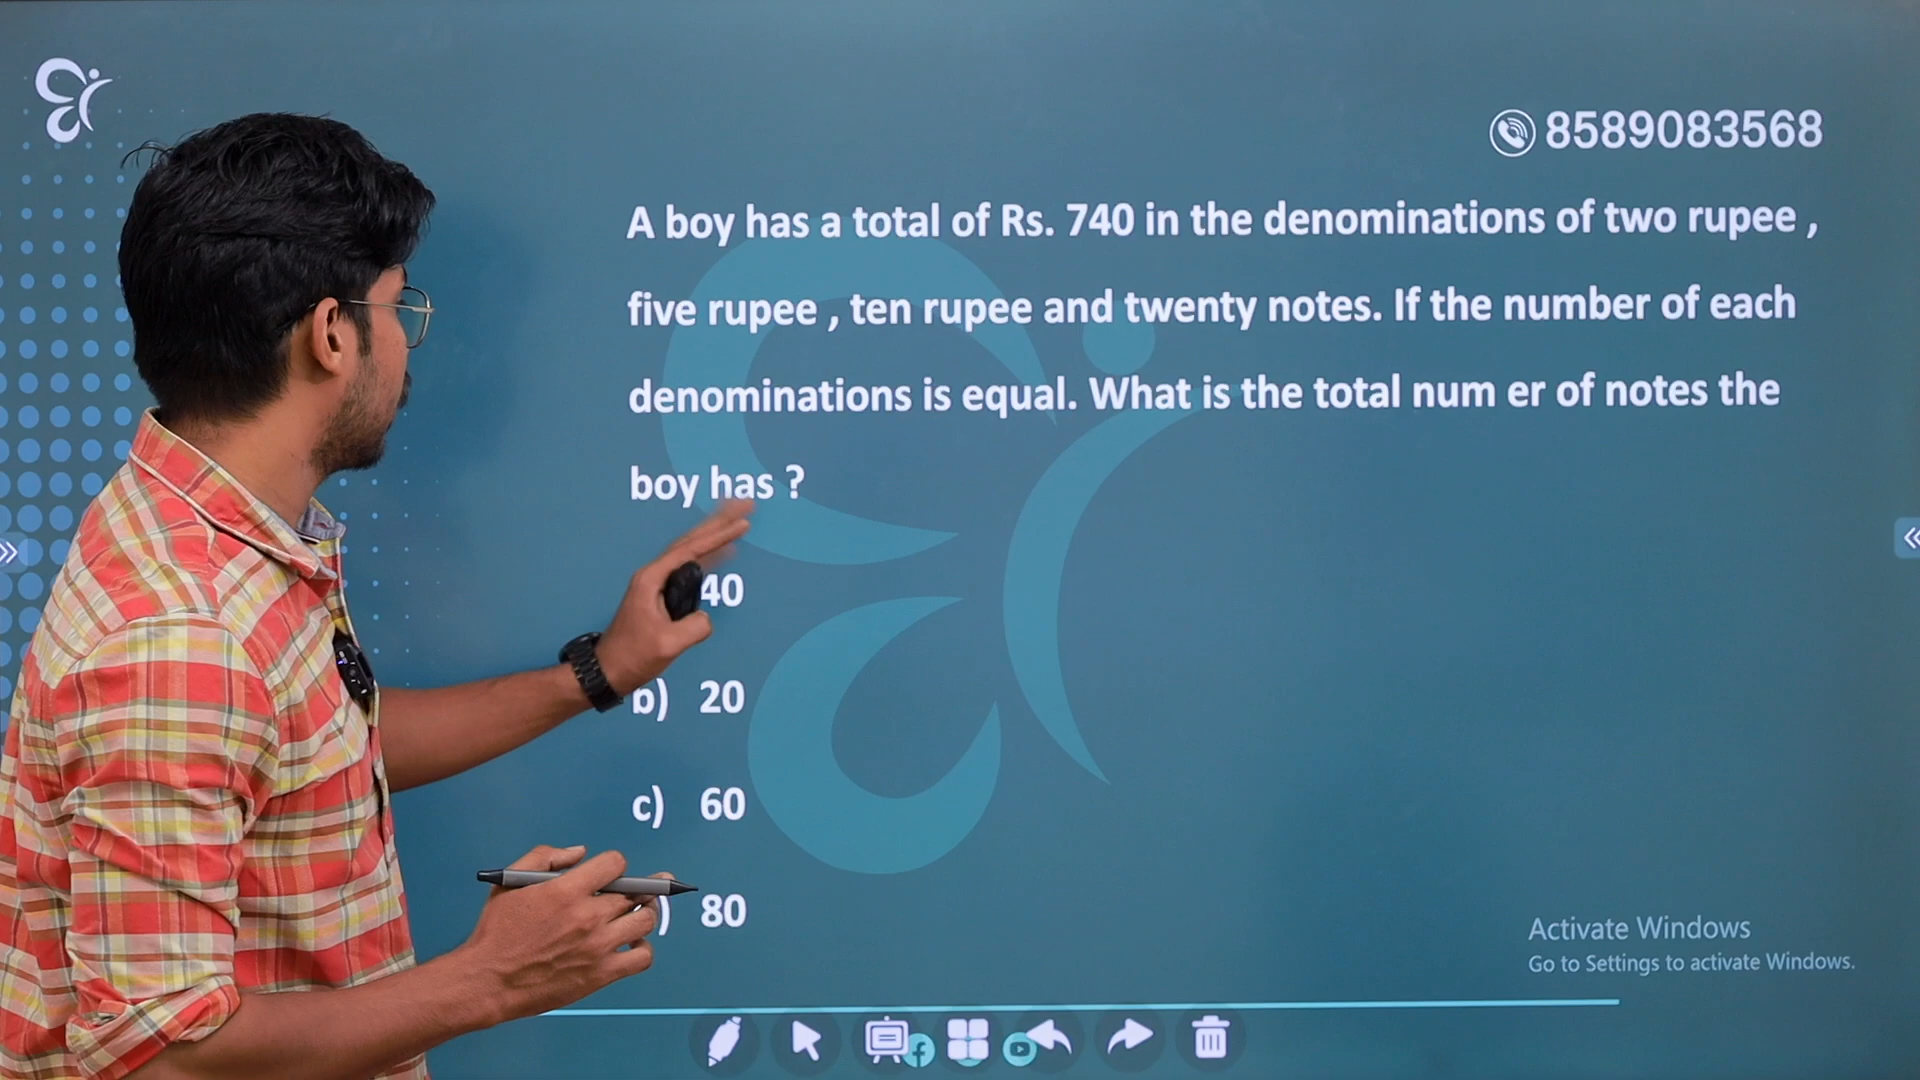 8589083568
A boy has a total of Rs. 740 in the denominations of two rupee ,
five rupee , ten rupee and twenty notes. If the number of each
denominations is equal. What is the total num er of notes the
boy has ?
40
b) 20
c) 60
) 80
Activate Windows
Go to Settings to activate Windows.